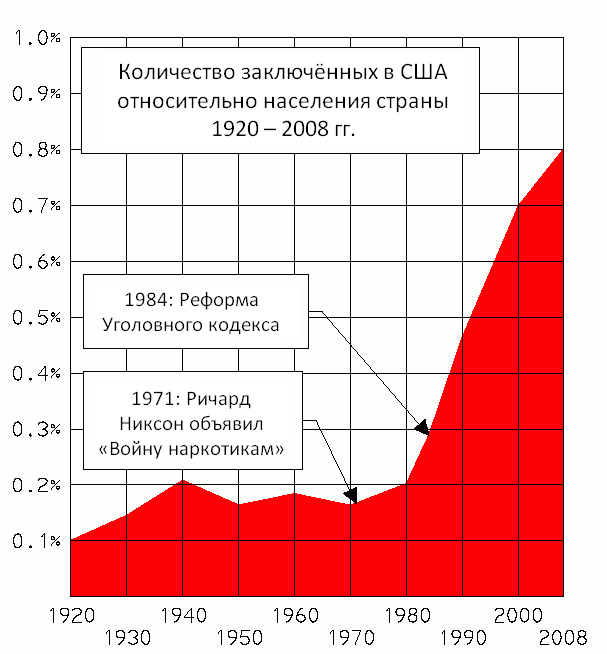 Количество заключённых в США
относительно населения страны
1920 – 2008 гг.
1.0%
0.9%
0.8%
0.7%
0.6%
0.5%
0.4%
0.3%
0.2%
0.1%
1984: Реформа
Уголовного кодекса
1971: Ричард
Никсон объявил
«Войну наркотикам»
1920 1940 1960 1980 2000
1930 1950 1970 1990 2008